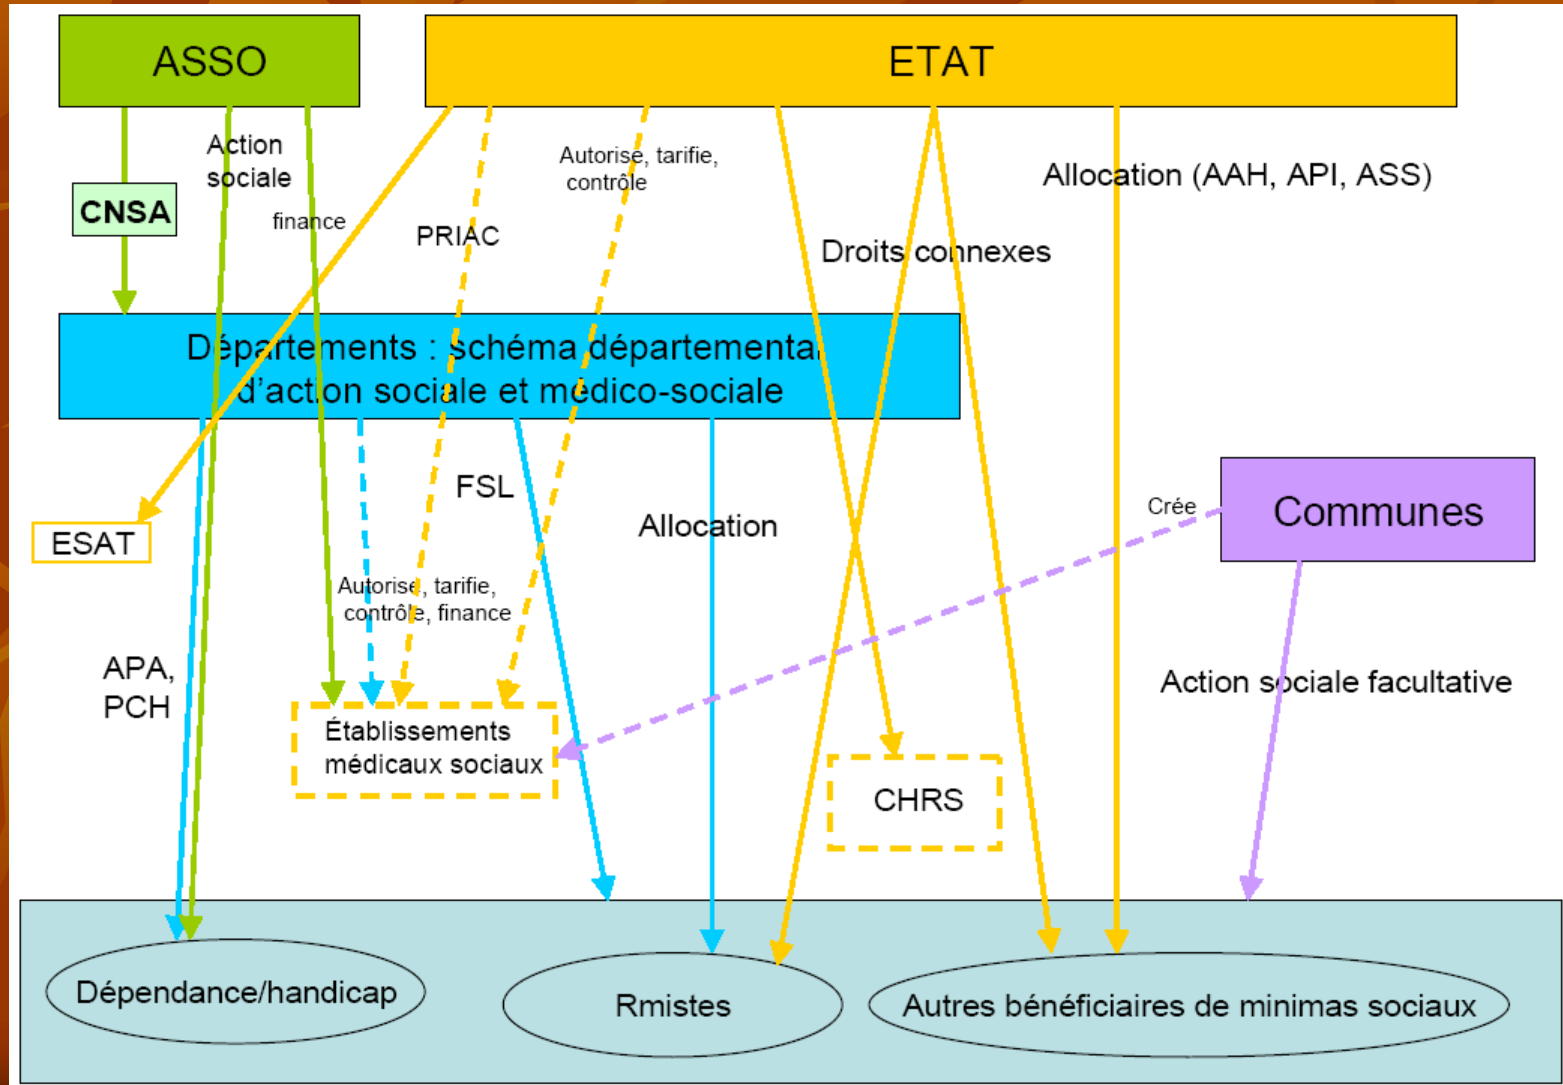 ASSO
ETAT
Action
sociale
Autorise, tarifie,
contrôle
Allocation (AAH, API, ASS)
CNSA
finance
PRIAC
Droits connexes
Départements : schéma départemental
d'action sociale et médico-sociale
FSL
Allocation
Crée
Communes
ESAT
Autorise, tarifie,
contrôle, finance
APA,
PCH
Action sociale facultative
Établissements
médicaux sociaux
CHRS
Dépendance/handicap
Rmistes
Autres bénéficiaires de minimas sociaux